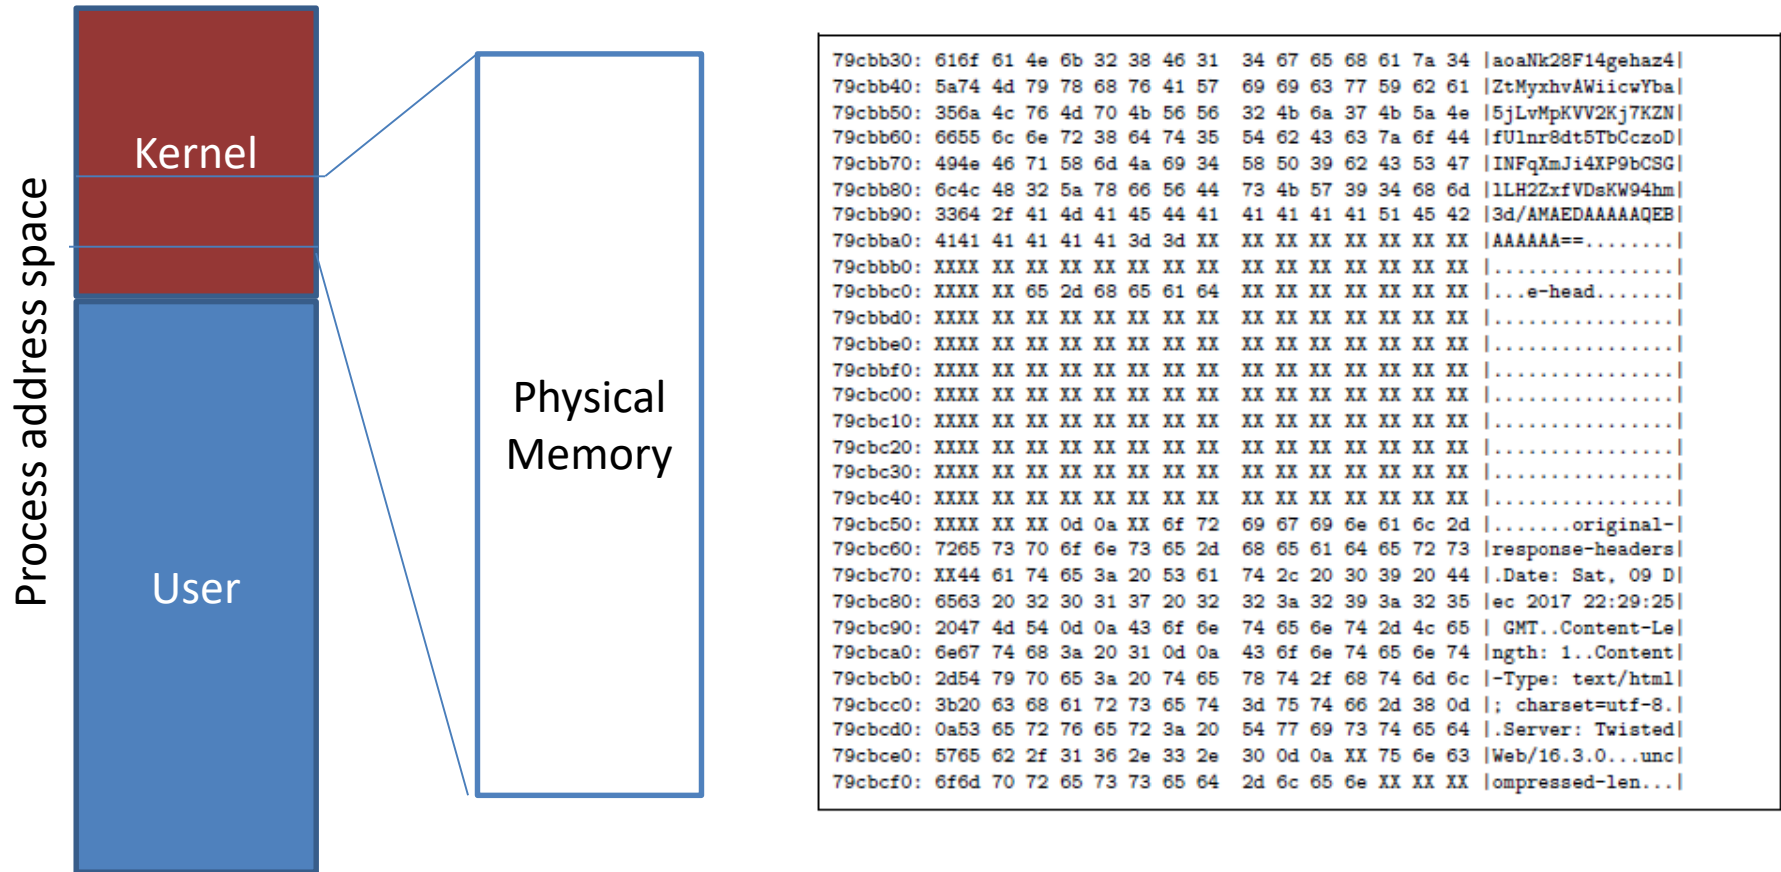 Process address space
Kernel
User
Physical
Memory
79cbb30: 616f 61 4e 6b 32 38 46 31 34 67 65 68 61 7a 34 |aoaNk28F14gehaz4|
79cbb40: 5a74 4d 79 78 68 76 41 57 69 69 63 77 59 62 61 |ZtMyxhvAWiicwYba|
79cbb50: 356a 4c 76 4d 70 4b 56 56 32 4b 6a 37 4b 5a 4e |5jLvMpKVV2Kj7KZN|
79cbb60: 6655 6c 6e 72 38 64 74 35 54 62 43 63 7a 6f 44 |fUlnr8dt5TbCczoD|
79cbb70: 494e 46 71 58 6d 4a 69 34 58 50 39 62 43 53 47 |INFqXmJi4XP9bCSG|
79cbb80: 6c4c 48 32 5a 78 66 56 44 73 4b 57 39 34 68 6d |lLH2ZxfVDsKW94hm|
79cbb90: 3364 2f 41 4d 41 45 44 41 41 41 41 41 51 45 42 |3d/AMAEDAAAAAQEB|
79cbba0: 4141 41 41 41 41 3d 3d XX XX XX XX XX XX XX XX |AAAAAA==........|
79cbbb0: XXXX XX XX XX XX XX XX XX XX XX XX XX XX XX XX |................|
79cbbc0: XXXX XX 65 2d 68 65 61 64 XX XX XX XX XX XX XX |...e-head.......|
79cbbd0: XXXX XX XX XX XX XX XX XX XX XX XX XX XX XX XX |................|
79cbbe0: XXXX XX XX XX XX XX XX XX XX XX XX XX XX XX XX |................|
79cbbf0: XXXX XX XX XX XX XX XX XX XX XX XX XX XX XX XX |................|
79cbc00: XXXX XX XX XX XX XX XX XX XX XX XX XX XX XX XX |................|
79cbc10: XXXX XX XX XX XX XX XX XX XX XX XX XX XX XX XX |................|
79cbc20: XXXX XX XX XX XX XX XX XX XX XX XX XX XX XX XX |................|
79cbc30: XXXX XX XX XX XX XX XX XX XX XX XX XX XX XX XX |................|
79cbc40: XXXX XX XX XX XX XX XX XX XX XX XX XX XX XX XX |................|
79cbc50: XXXX XX XX 0d 0a XX 6f 72 69 67 69 6e 61 6c 2d |.......original-|
79cbc60: 7265 73 70 6f 6e 73 65 2d 68 65 61 64 65 72 73 |response-headers|
79cbc70: XX44 61 74 65 3a 20 53 61 74 2c 20 30 39 20 44 |.Date: Sat, 09 D|
79cbc80: 6563 20 32 30 31 37 20 32 32 3a 32 39 3a 32 35 |ec 2017 22:29:25|
79cbc90: 2047 4d 54 0d 0a 43 6f 6e 74 65 6e 74 2d 4c 65 | GMT..Content-Le|
79cbca0: 6e67 74 68 3a 20 31 0d 0a 43 6f 6e 74 65 6e 74 |ngth: 1..Content|
79cbcb0: 2d54 79 70 65 3a 20 74 65 78 74 2f 68 74 6d 6c |-Type: text/html|
79cbcc0: 3b20 63 68 61 72 73 65 74 3d 75 74 66 2d 38 0d |; charset=utf-8.|
79cbcd0: 0a53 65 72 76 65 72 3a 20 54 77 69 73 74 65 64 |.Server: Twisted|
79cbce0: 5765 62 2f 31 36 2e 33 2e 30 0d 0a XX 75 6e 63 |Web/16.3.0...unc|
79cbcf0: 6f6d 70 72 65 73 73 65 64 2d 6c 65 6e XX XX XX |ompressed-len...|